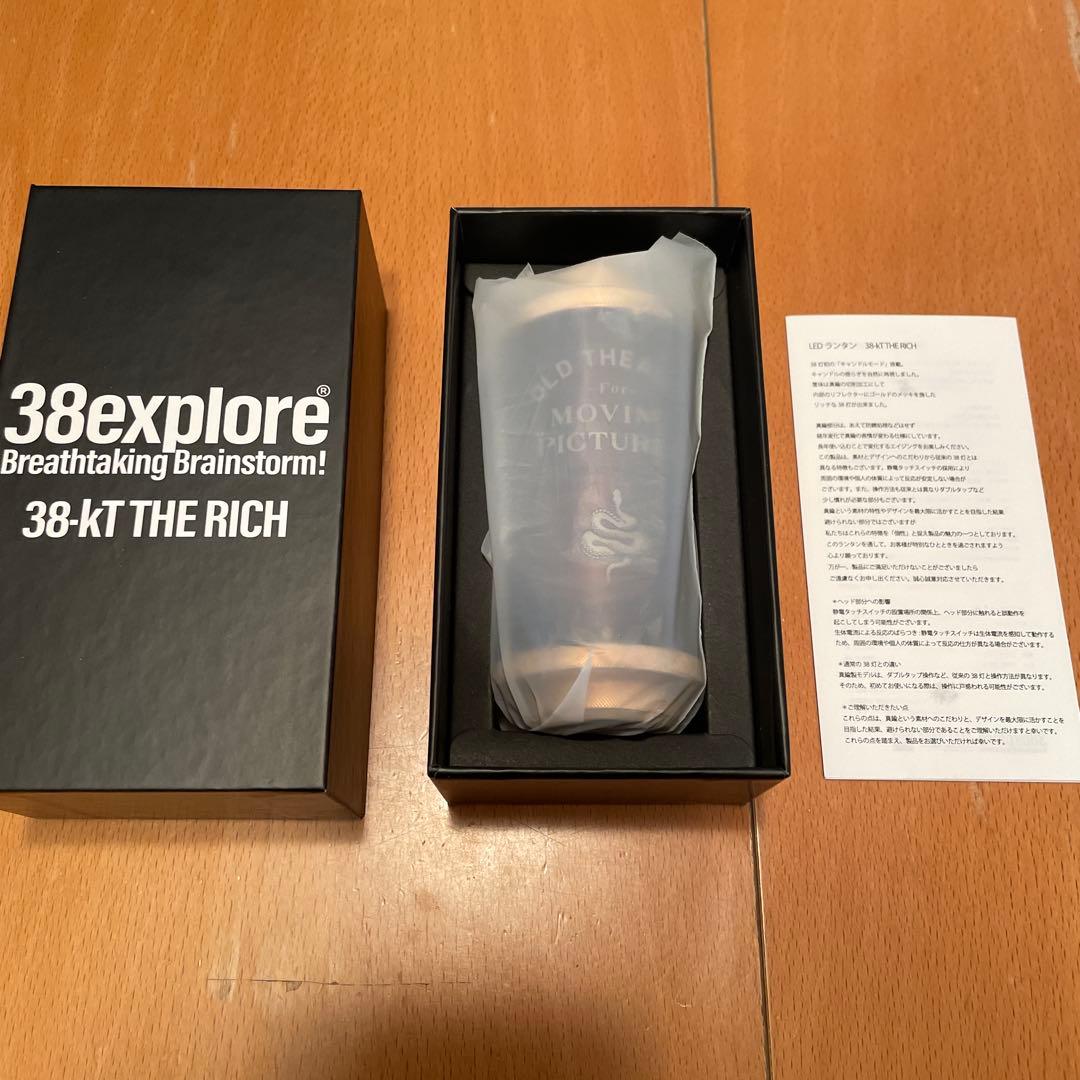 38explore®
Breathtaking Brainstorm!
38-kT THE RICH
OLD THE
For
MOVIN
PICTUR
LED ランタン 38-kT THE RICH
38灯初の「キャンドルモード」搭載。
キャンドルの揺らぎを自然に再現しました。
筐体は真鍮の切削加工にして
内部のリフレクターにゴールドのメッキを施した
リッチな38灯が出来ました。
真鍮部分は、あえて防錆処理などはせず
経年変化で真鍮の表情が変わる仕様にしています。
長年使い込むことで変化するエイジングをお楽しみください。
この製品は、素材とデザインへのこだわりから従来の38灯とは
異なる特徴もございます。静電タッチスイッチの採用により
周囲の環境や個人の体質によって反応が安定しない場合が
ございます。また、操作方法も従来とは異なりダブルタップなど
少し慣れが必要な部分もございます。
真鍮という素材の特性やデザインを最大限に活かすことを目指した結果
避けられない部分ではございますが
私たちはこれらの特徴を「個性」と捉え製品の魅力の一つとしております。
このランタンを通して、お客様が特別なひとときを過ごされますよう
心より願っております。
万が一、製品にご満足いただけないことがございましたら
ご遠慮なくお申し出ください。誠心誠意対応させていただきます。
＊ヘッド部分への影響
静電タッチスイッチの設置場所の関係上、ヘッド部分に触れると誤動作を
起こしてしまう可能性がございます。
生体電流による反応のばらつき：静電タッチスイッチは生体電流を感知して動作する
ため、周囲の環境や個人の体質によって反応の仕方が異なる場合がございます。
＊通常の38灯との違い
真鍮製モデルは、ダブルタップ操作など、従来の38灯と操作方法が異なります。
そのため、初めてお使いになる際は、操作に戸惑われる可能性がございます。
＊ご理解いただきたい点
これらの点は、真鍮という素材へのこだわりと、デザインを最大限に活かすことを
目指した結果、避けられない部分であることをご理解いただけますと幸いです。
これらの点を踏まえ、製品をお選びいただければ幸いです。